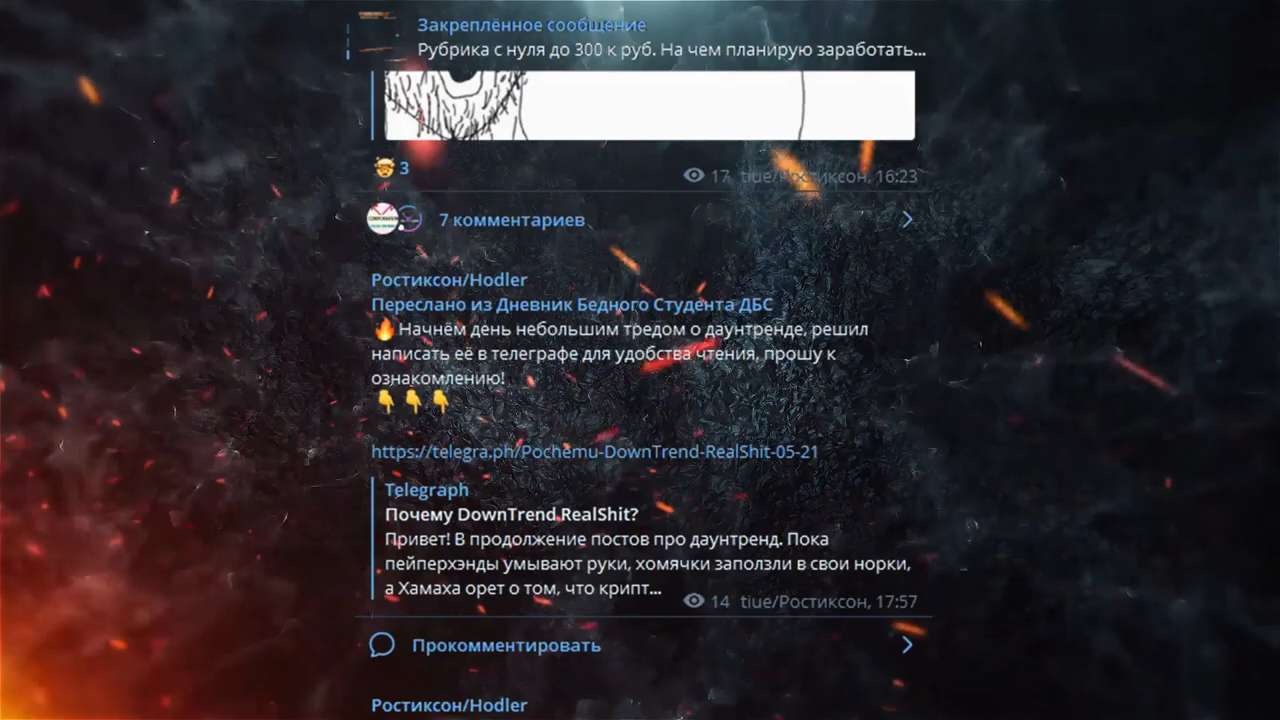 Закреплённое сообщение
Рубрика с нуля до 300 к руб. На чем планирую заработать...
3
17 tiue/Ростиксон, 16:23
7 комментариев
Ростиксон/Hodler
Переслано из Дневник Бедного Студента ДБС
🔥 Начнём день небольшим тредом о даунтренде, решил
написать её в телеграфе для удобства чтения, прошу к
ознакомлению!
👇👇👇
https://telegra.ph/Pochemu-DownTrend-RealShit-05-21
Telegraph
Почему DownTrend RealShit?
Привет! В продолжение постов про даунтренд. Пока
пейперхэнды умывают руки, хомячки заползли в свои норки,
а Хамаха орет о том, что крипт...
14 tiue/Ростиксон, 17:57
Прокомментировать
Ростиксон/Hodler